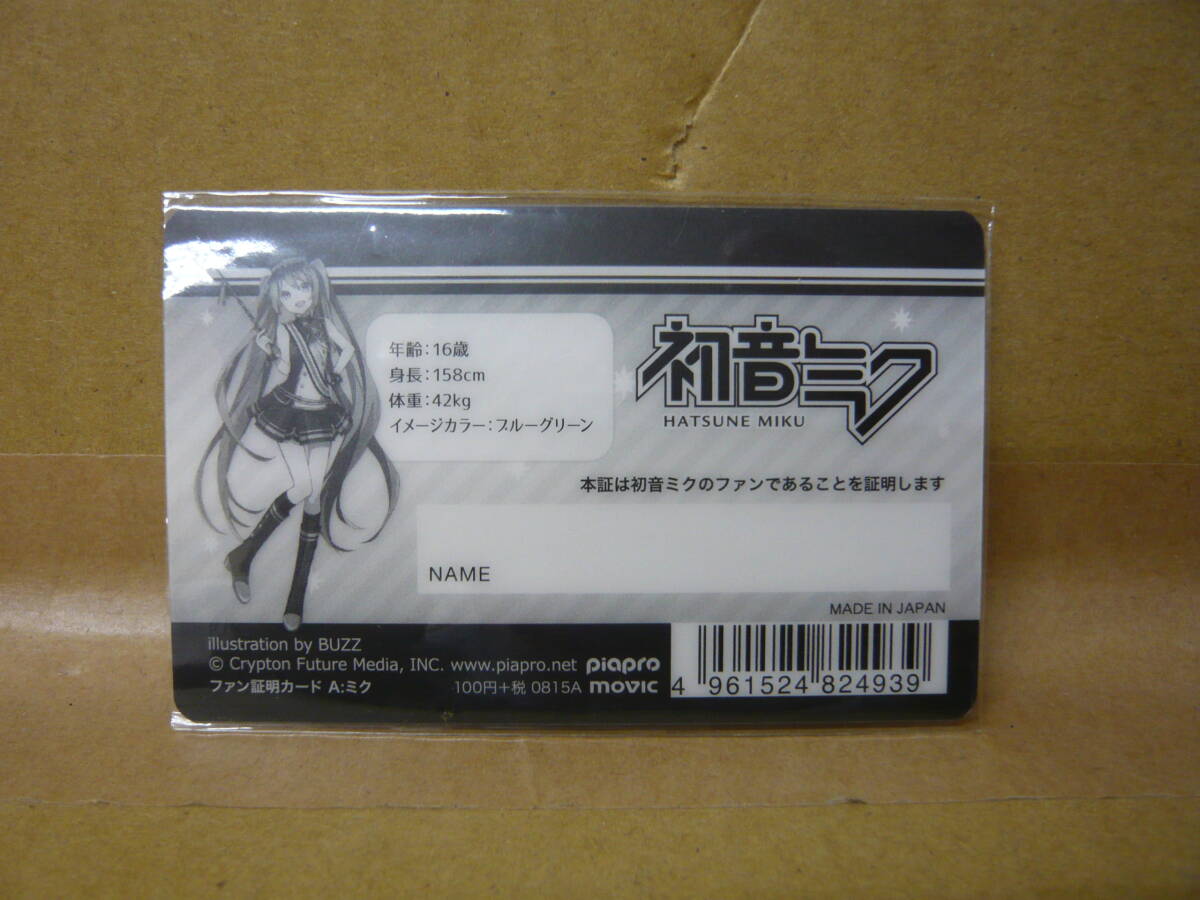 年齢：16歳
身長：158cm
体重：42kg
イメージカラー：ブルーグリーン
初音ミク
HATSUNE MIKU
本証は初音ミクのファンであることを証明します
NAME
MADE IN JAPAN
illustration by BUZZ
© Crypton Future Media, INC. www.piapro.net piapro
ファン証明カード A:ミク 100円+税 0815A movic
4 961524 824939